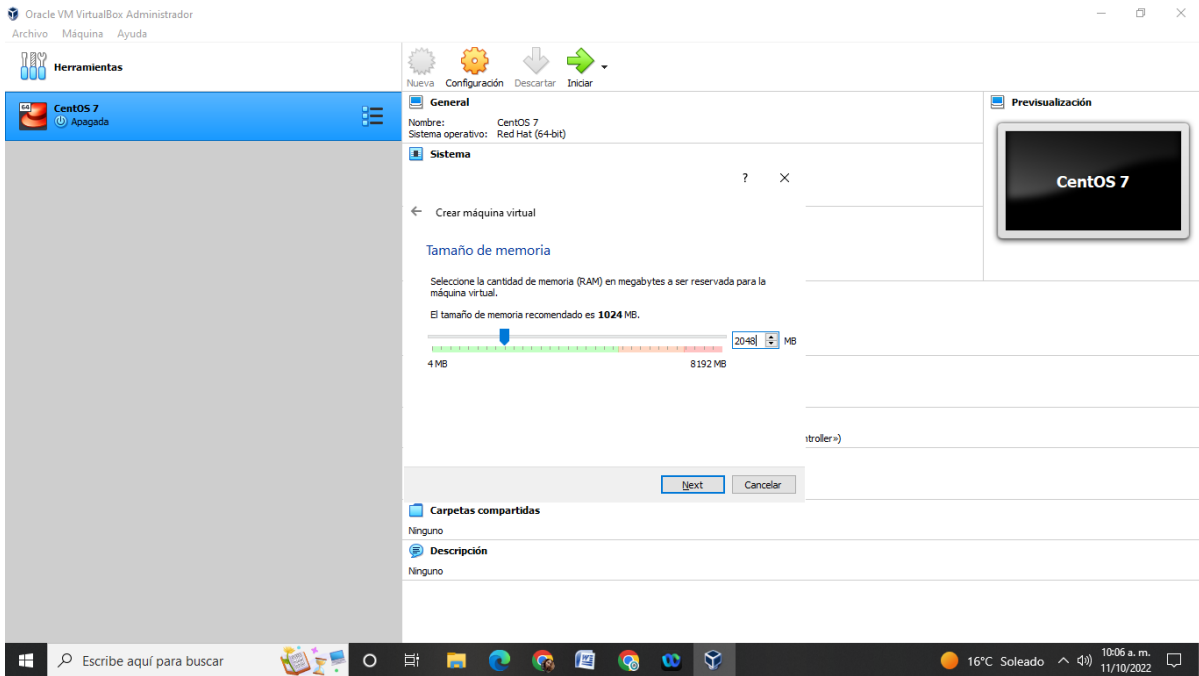 Oracle VM VirtualBox Administrador
Archivo Máquina Ayuda
Herramientas
Nueva Configuración Descartar Iniciar
64
CentOS 7
Apagada
General
Nombre: CentOS 7
Sistema operativo: Red Hat (64-bit)
Sistema
Previsualización
CentOS 7
?
Crear máquina virtual
Tamaño de memoria
Seleccione la cantidad de memoria (RAM) en megabytes a ser reservada para la
máquina virtual.
El tamaño de memoria recomendado es 1024 MB.
2048 MB
4 MB 8192 MB
ntroller»)
Next Cancelar
Carpetas compartidas
Ninguno
Descripción
Ninguno
Escribe aquí para buscar
16°C Soleado
10:06 a. m.
11/10/2022